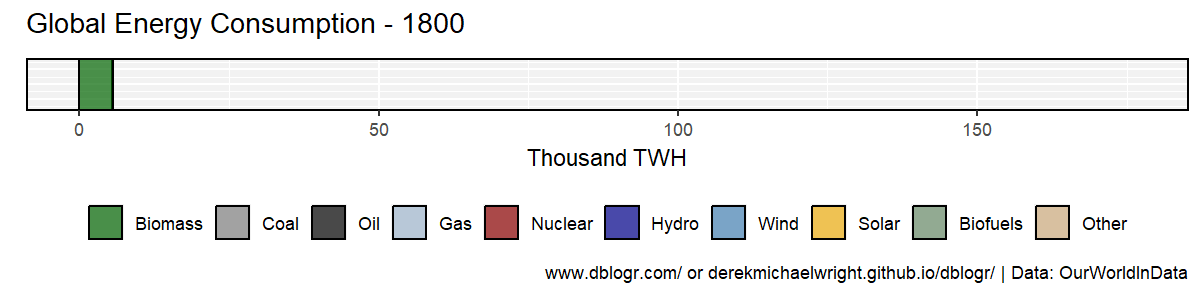 Global Energy Consumption - 1800
0 50 100 150
Thousand TWH
Biomass Coal Oil Gas Nuclear Hydro Wind Solar Biofuels Other
www.dblogr.com/ or derekmichaelwright.github.io/dblogr/ | Data: OurWorldInData